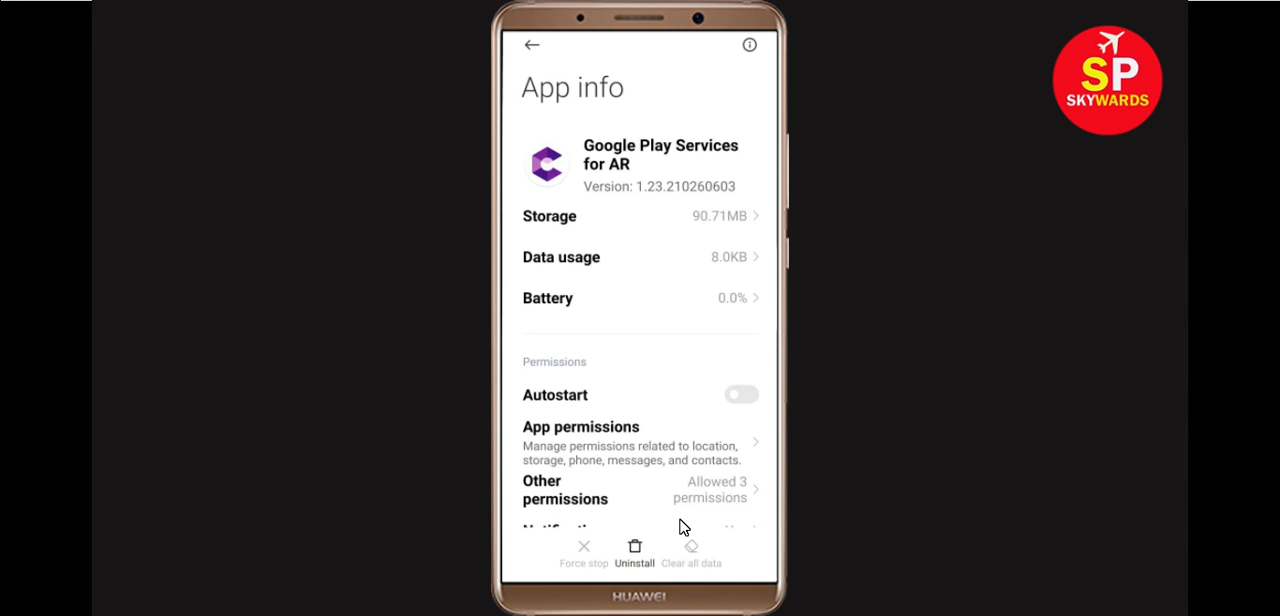 App info
Google Play Services
for AR
Version: 1.23.210260603
Storage 90.71MB
Data usage 8.0KB
Battery 0.0%
Permissions
Autostart
App permissions
Manage permissions related to location,
storage, phone, messages, and contacts.
Other Allowed 3
permissions permissions
Force stop Uninstall Clear all data
HUAWEI
SP
SKYWARDS